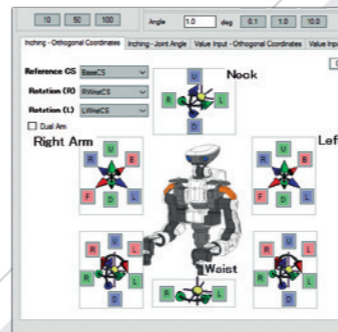 10 50 100 Angle 1.0 deg 0.1 1.0 10.0
Inching - Orthogonal Coordinates Inching - Joint Angle Value Input - Orthogonal Coordinates Value Inpu
Reference CS BaseCS
Rotation (R) RWristCS
Rotation (L) LWristCS
Dual Arm
Neck
U
R L
D
Right Arm
Left
U
R B
F L
D
U
R B
F L
D
U
R L
R L
D
U
R L
R L
D
Waist
R L